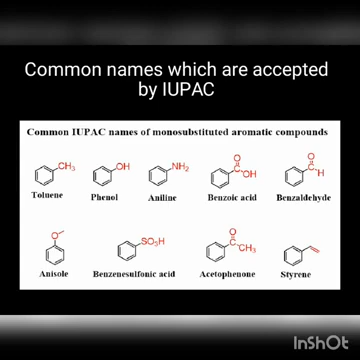 Common names which are accepted
by IUPAC
Common IUPAC names of monosubstituted aromatic compounds
CH3 OH NH2 O C OH O C H
Toluene Phenol Aniline Benzoic acid Benzaldehyde
O SO3H O C CH3
Anisole Benzenesulfonic acid Acetophenone Styrene
InShOt